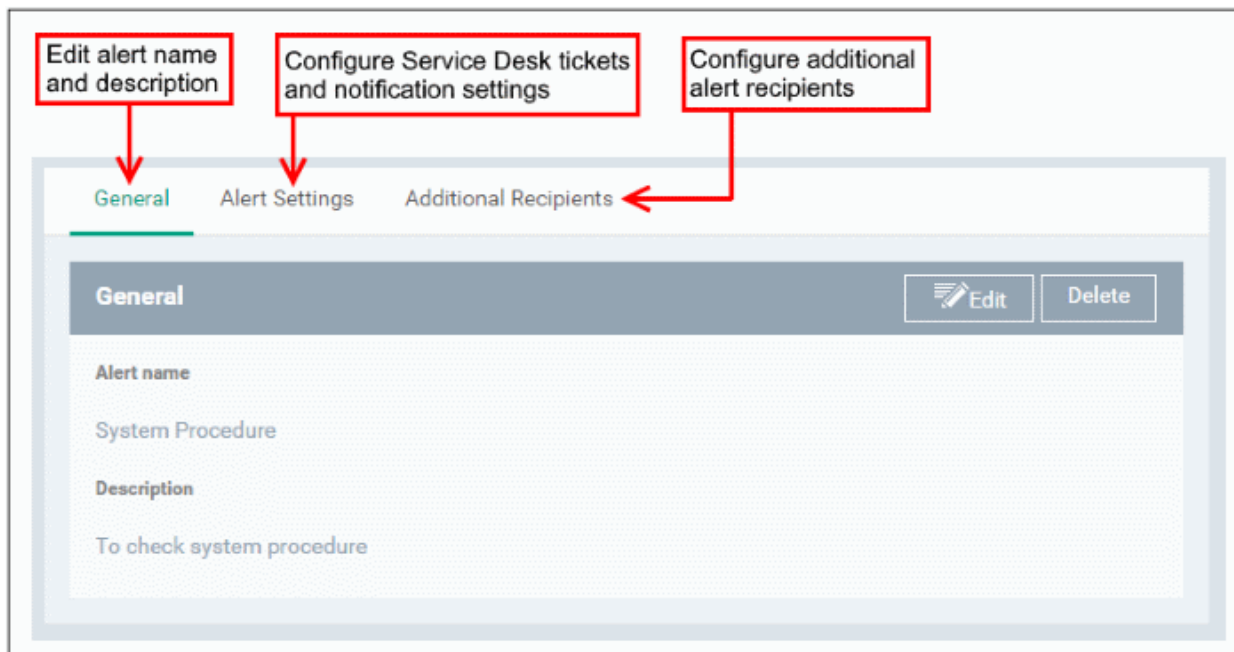 Edit alert name
and description
Configure Service Desk tickets
and notification settings
Configure additional
alert recipients
General
Alert Settings
Additional Recipients
General
Edit
Delete
Alert name
System Procedure
Description
To check system procedure